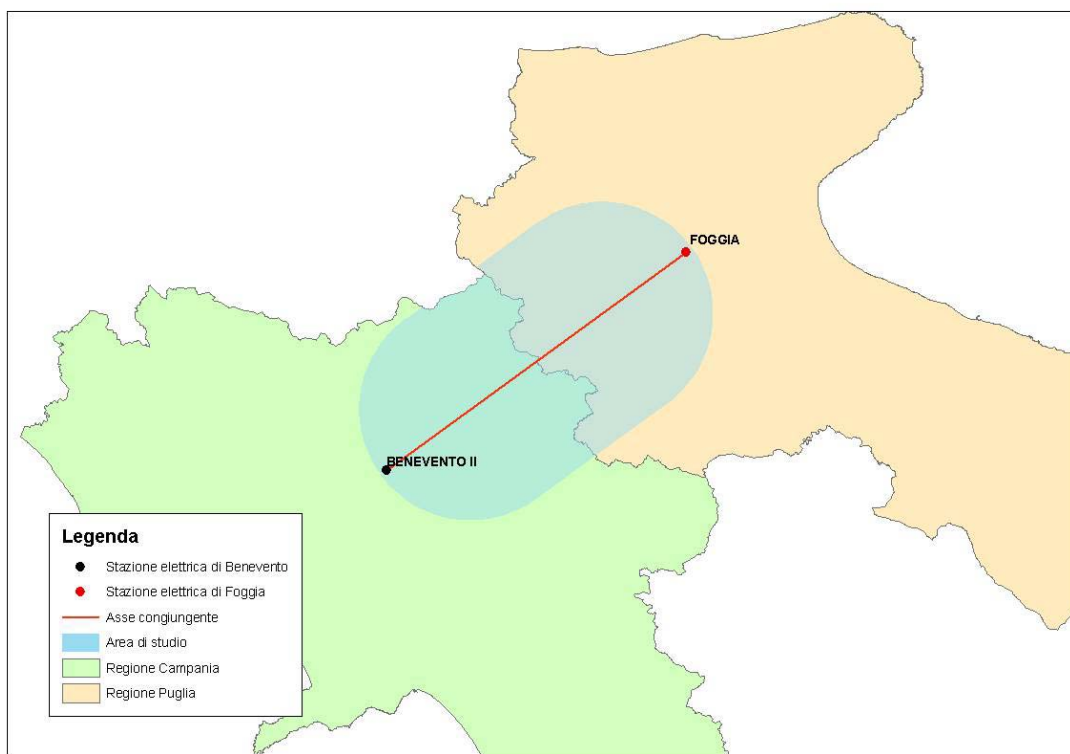 FOGGIA
BENEVENTO II
Legenda
Stazione elettrica di Benevento
Stazione elettrica di Foggia
Asse congiungente
Area di studio
Regione Campania
Regione Puglia